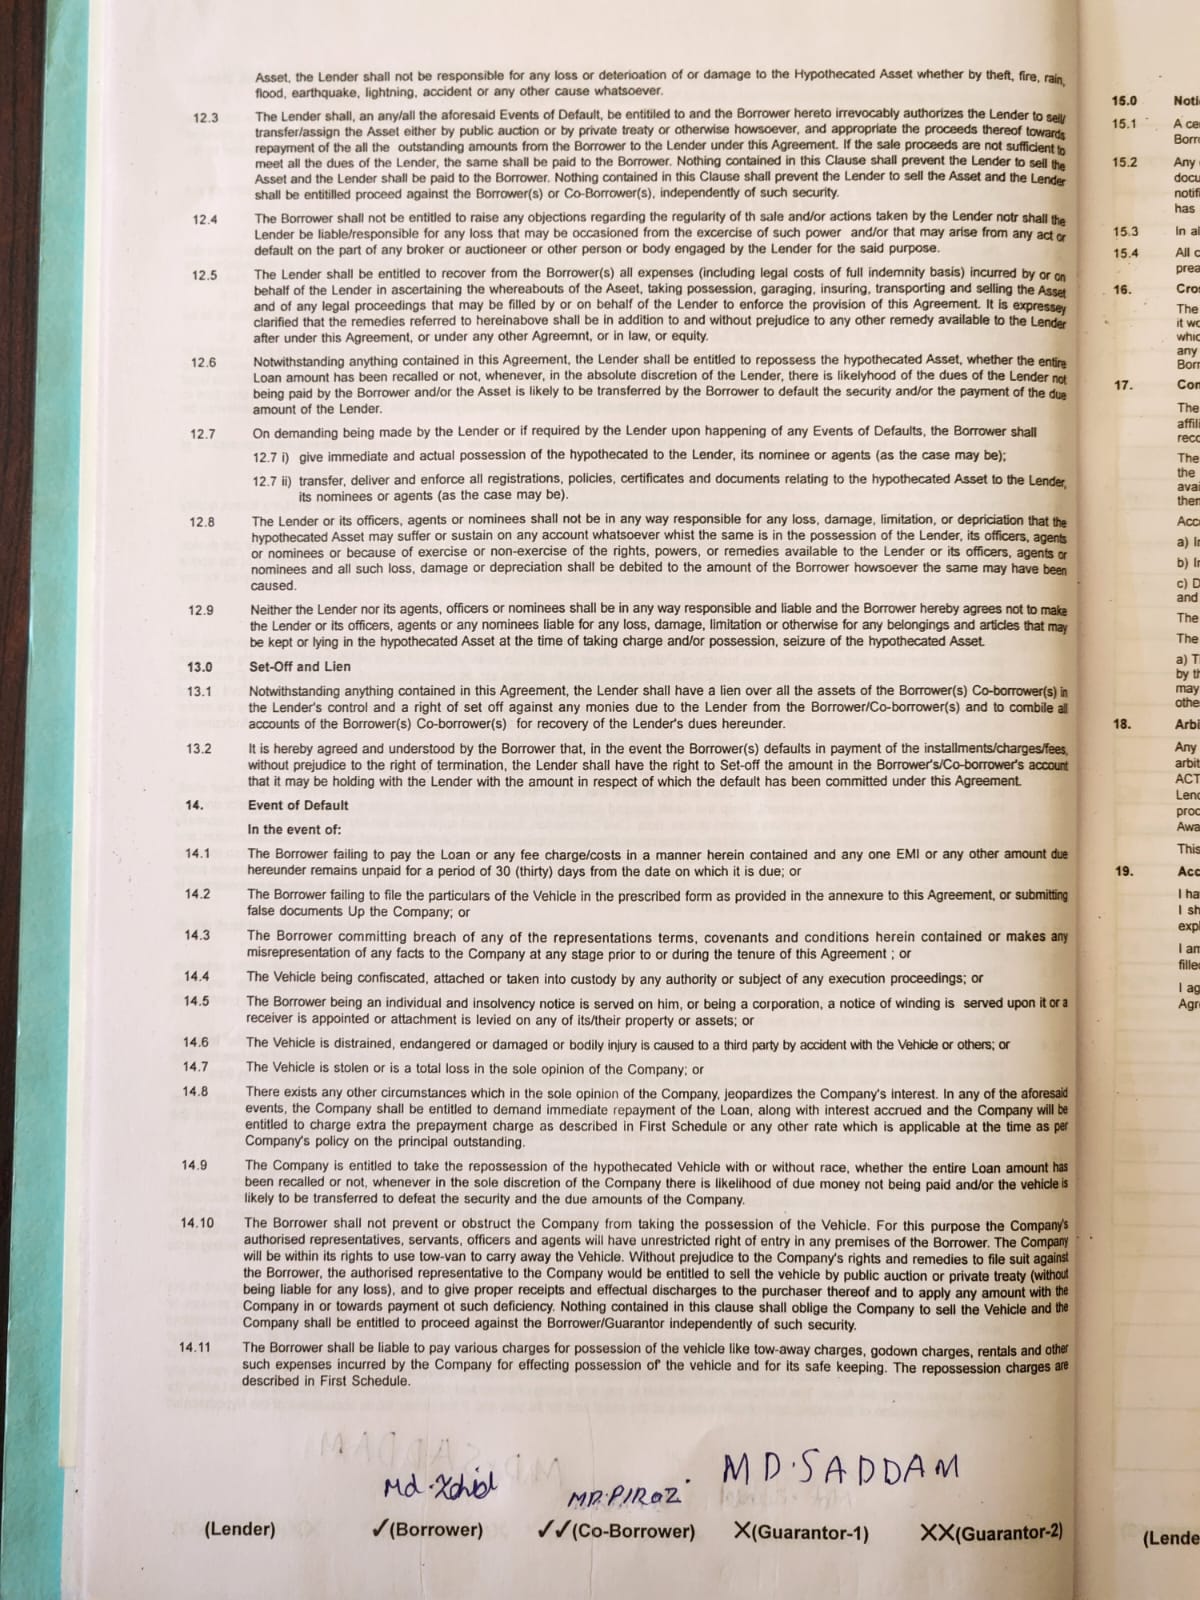 Asset, the Lender shall not be responsible for any loss or deterioation of or damage to the Hypothecated Asset whether by theft, fire, rain,
flood, earthquake, lightning, accident or any other cause whatsoever.
12.3 The Lender shall, an any/all the aforesaid Events of Default, be entitiled to and the Borrower hereto irrevocably authorizes the Lender to sell/
transfer/assign the Asset either by public auction or by private treaty or otherwise howsoever, and appropriate the proceeds thereof towards
repayment of the all the outstanding amounts from the Borrower to the Lender under this Agreement. If the sale proceeds are not sufficient to
meet all the dues of the Lender, the same shall be paid to the Borrower. Nothing contained in this Clause shall prevent the Lender to sell the
Asset and the Lender shall be paid to the Borrower. Nothing contained in this Clause shall prevent the Lender to sell the Asset and the Lender
shall be entitilled proceed against the Borrower(s) or Co-Borrower(s), independently of such security.
12.4 The Borrower shall not be entitled to raise any objections regarding the regularity of th sale and/or actions taken by the Lender notr shall the
Lender be liable/responsible for any loss that may be occasioned from the excercise of such power and/or that may arise from any act or
default on the part of any broker or auctioneer or other person or body engaged by the Lender for the said purpose.
12.5 The Lender shall be entitled to recover from the Borrower(s) all expenses (including legal costs of full indemnity basis) incurred by or on
behalf of the Lender in ascertaining the whereabouts of the Aseet, taking possession, garaging, insuring, transporting and selling the Asset
and of any legal proceedings that may be filled by or on behalf of the Lender to enforce the provision of this Agreement. It is expressey
clarified that the remedies referred to hereinabove shall be in addition to and without prejudice to any other remedy available to the Lender
after under this Agreement, or under any other Agreemnt, or in law, or equity.
12.6 Notwithstanding anything contained in this Agreement, the Lender shall be entitled to repossess the hypothecated Asset, whether the entire
Loan amount has been recalled or not, whenever, in the absolute discretion of the Lender, there is likelyhood of the dues of the Lender not
being paid by the Borrower and/or the Asset is likely to be transferred by the Borrower to default the security and/or the payment of the due
amount of the Lender.
12.7 On demanding being made by the Lender or if required by the Lender upon happening of any Events of Defaults, the Borrower shall
12.7 i) give immediate and actual possession of the hypothecated to the Lender, its nominee or agents (as the case may be);
12.7 ii) transfer, deliver and enforce all registrations, policies, certificates and documents relating to the hypothecated Asset to the Lender,
its nominees or agents (as the case may be).
12.8 The Lender or its officers, agents or nominees shall not be in any way responsible for any loss, damage, limitation, or depriciation that the
hypothecated Asset may suffer or sustain on any account whatsoever whist the same is in the possession of the Lender, its officers, agents
or nominees or because of exercise or non-exercise of the rights, powers, or remedies available to the Lender or its officers, agents or
nominees and all such loss, damage or depreciation shall be debited to the amount of the Borrower howsoever the same may have been
caused.
12.9 Neither the Lender nor its agents, officers or nominees shall be in any way responsible and liable and the Borrower hereby agrees not to make
the Lender or its officers, agents or any nominees liable for any loss, damage, limitation or otherwise for any belongings and articles that may
be kept or lying in the hypothecated Asset at the time of taking charge and/or possession, seizure of the hypothecated Asset.
13.0 Set-Off and Lien
13.1 Notwithstanding anything contained in this Agreement, the Lender shall have a lien over all the assets of the Borrower(s) Co-borrower(s) in
the Lender's control and a right of set off against any monies due to the Lender from the Borrower/Co-borrower(s) and to combile all
accounts of the Borrower(s) Co-borrower(s) for recovery of the Lender's dues hereunder.
13.2 It is hereby agreed and understood by the Borrower that, in the event the Borrower(s) defaults in payment of the installments/charges/fees,
without prejudice to the right of termination, the Lender shall have the right to Set-off the amount in the Borrower's/Co-borrower's account
that it may be holding with the Lender with the amount in respect of which the default has been committed under this Agreement.
14. Event of Default
In the event of:
14.1 The Borrower failing to pay the Loan or any fee charge/costs in a manner herein contained and any one EMI or any other amount due
hereunder remains unpaid for a period of 30 (thirty) days from the date on which it is due; or
14.2 The Borrower failing to file the particulars of the Vehicle in the prescribed form as provided in the annexure to this Agreement, or submitting
false documents Up the Company; or
14.3 The Borrower committing breach of any of the representations terms, covenants and conditions herein contained or makes any
misrepresentation of any facts to the Company at any stage prior to or during the tenure of this Agreement ; or
14.4 The Vehicle being confiscated, attached or taken into custody by any authority or subject of any execution proceedings; or
14.5 The Borrower being an individual and insolvency notice is served on him, or being a corporation, a notice of winding is served upon it or a
receiver is appointed or attachment is levied on any of its/their property or assets; or
14.6 The Vehicle is distrained, endangered or damaged or bodily injury is caused to a third party by accident with the Vehicle or others; or
14.7 The Vehicle is stolen or is a total loss in the sole opinion of the Company; or
14.8 There exists any other circumstances which in the sole opinion of the Company, jeopardizes the Company's interest. In any of the aforesaid
events, the Company shall be entitled to demand immediate repayment of the Loan, along with interest accrued and the Company will be
entitled to charge extra the prepayment charge as described in First Schedule or any other rate which is applicable at the time as per
Company's policy on the principal outstanding.
14.9 The Company is entitled to take the repossession of the hypothecated Vehicle with or without race, whether the entire Loan amount has
been recalled or not, whenever in the sole discretion of the Company there is likelihood of due money not being paid and/or the vehicle is
likely to be transferred to defeat the security and the due amounts of the Company.
14.10 The Borrower shall not prevent or obstruct the Company from taking the possession of the Vehicle. For this purpose the Company's
authorised representatives, servants, officers and agents will have unrestricted right of entry in any premises of the Borrower. The Company
will be within its rights to use tow-van to carry away the Vehicle. Without prejudice to the Company's rights and remedies to file suit against
the Borrower, the authorised representative to the Company would be entitled to sell the vehicle by public auction or private treaty (without
being liable for any loss), and to give proper receipts and effectual discharges to the purchaser thereof and to apply any amount with the
Company in or towards payment ot such deficiency. Nothing contained in this clause shall oblige the Company to sell the Vehicle and the
Company shall be entitled to proceed against the Borrower/Guarantor independently of such security.
14.11 The Borrower shall be liable to pay various charges for possession of the vehicle like tow-away charges, godown charges, rentals and other
such expenses incurred by the Company for effecting possession of the vehicle and for its safe keeping. The repossession charges are
described in First Schedule.
Md. MD. PIROZ MD. SADDAM
(Lender) ✓(Borrower) ✓✓(Co-Borrower) X(Guarantor-1) XX(Guarantor-2)
15.0
15.1 A
15.2 Any
has
15.3 In
15.4 All
16.
The
any
17.
The
The
the
a)
b)
c)
and
The
The
a)
may
18.
Any
ACT
This
19.
I
I
I am
I